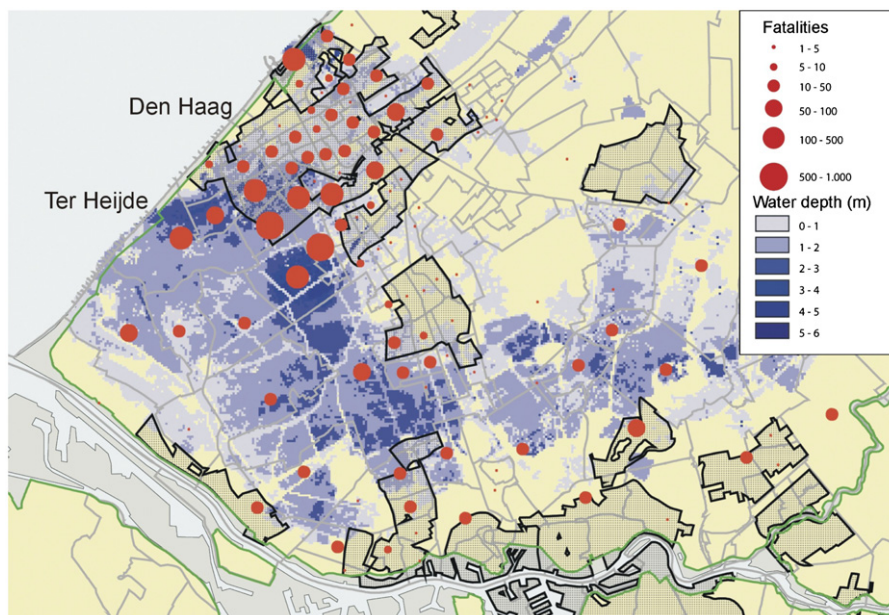 Den Haag
Ter Heijde
Fatalities
1 - 5
5 - 10
10 - 50
50 - 100
100 - 500
500 - 1.000
Water depth (m)
0 - 1
1 - 2
2 - 3
3 - 4
4 - 5
5 - 6